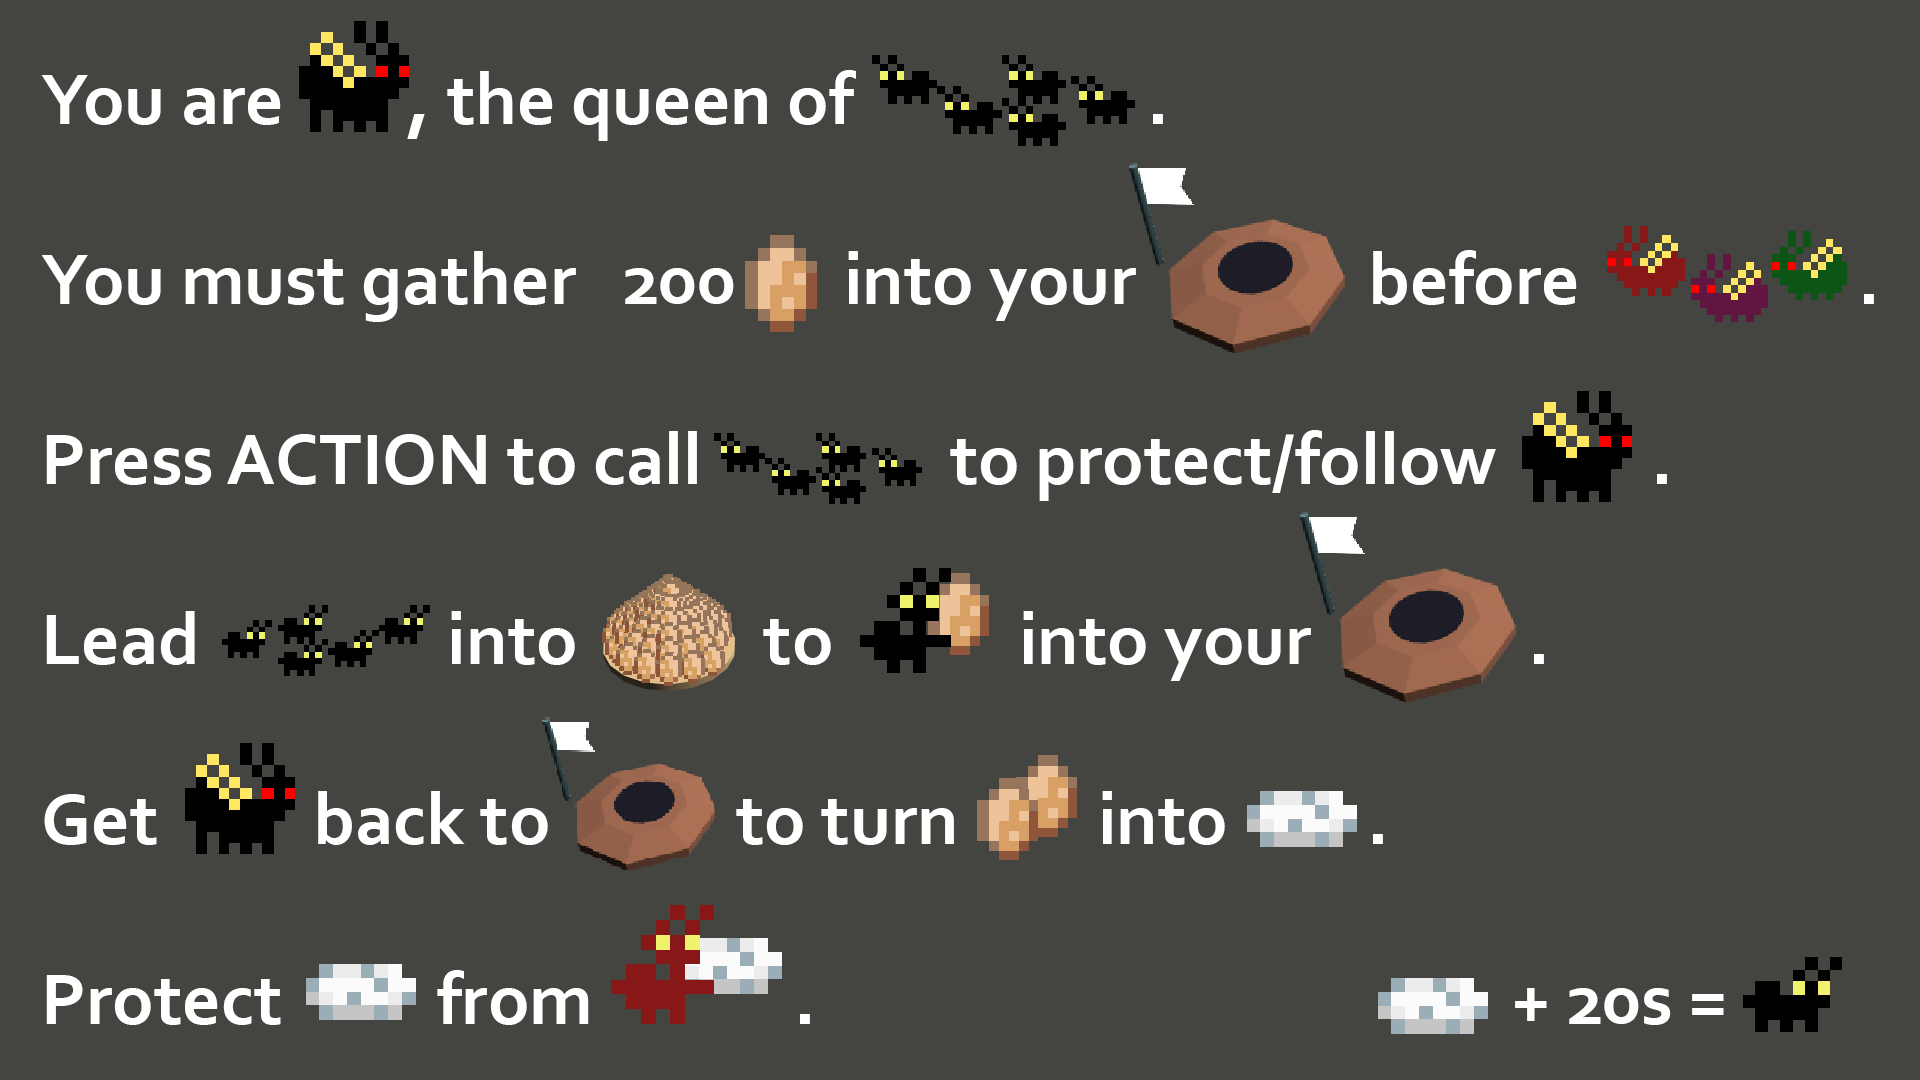 You are , the queen of .
You must gather 200 into your before .
Press ACTION to call to protect/follow .
Lead into to into your .
Get back to to turn into .
Protect from .
+ 20s =